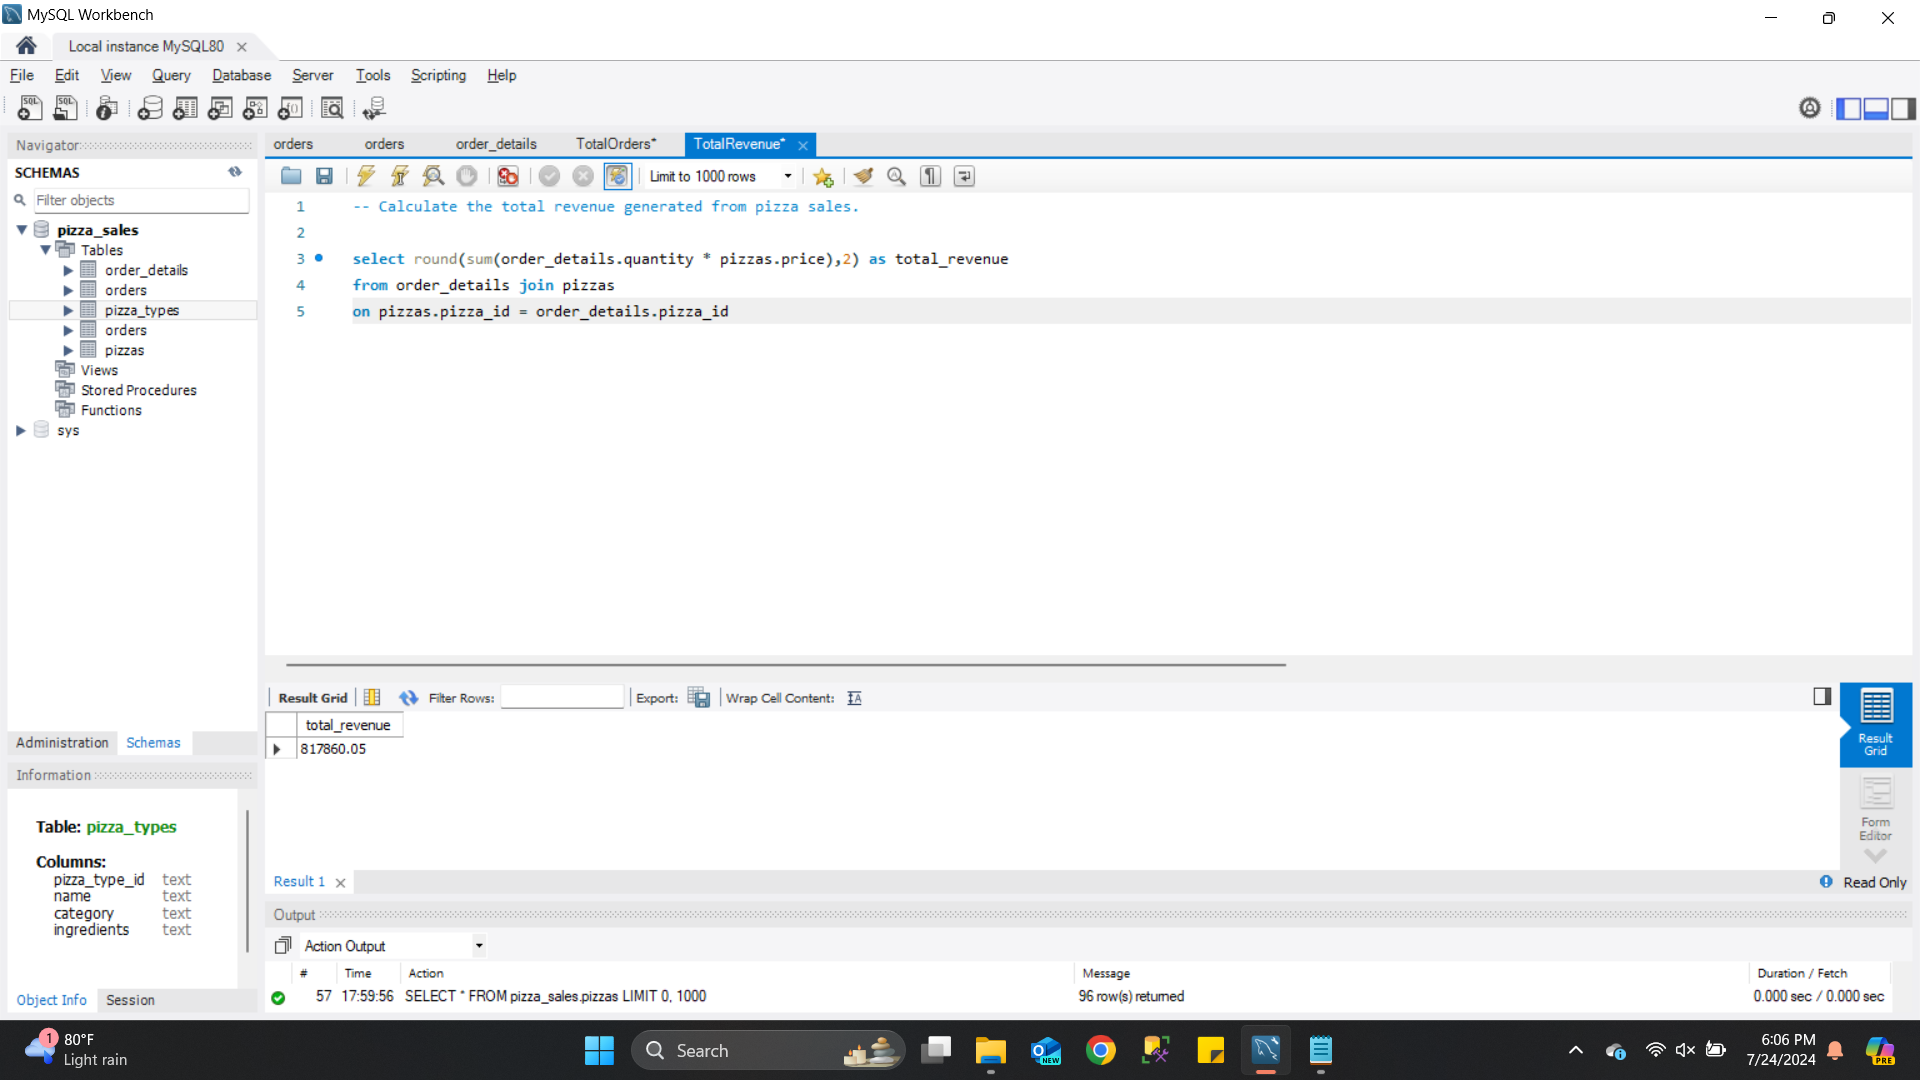 MySQL Workbench
Local instance MySQL80
File Edit View Query Database Server Tools Scripting Help
Navigator
SCHEMAS
Filter objects
pizza_sales
Tables
order_details
orders
pizza_types
orders
pizzas
Views
Stored Procedures
Functions
sys
Administration Schemas
Information
Table: pizza_types
Columns:
pizza_type_id text
name text
category text
ingredients text
Object Info Session
orders orders order_details TotalOrders* TotalRevenue*
Limit to 1000 rows
1 -- Calculate the total revenue generated from pizza sales.
2
3 select round(sum(order_details.quantity * pizzas.price),2) as total_revenue
4 from order_details join pizzas
5 on pizzas.pizza_id = order_details.pizza_id
Result Grid Filter Rows: Export: Wrap Cell Content:
total_revenue
817860.05
Result Grid
Form Editor
Result 1
Read Only
Output
Action Output
# Time Action Message Duration / Fetch
57 17:59:56 SELECT * FROM pizza_sales.pizzas LIMIT 0, 1000 96 row(s) returned 0.000 sec / 0.000 sec
1
80°F
Light rain
Search
NEW
PRE
6:06 PM
7/24/2024